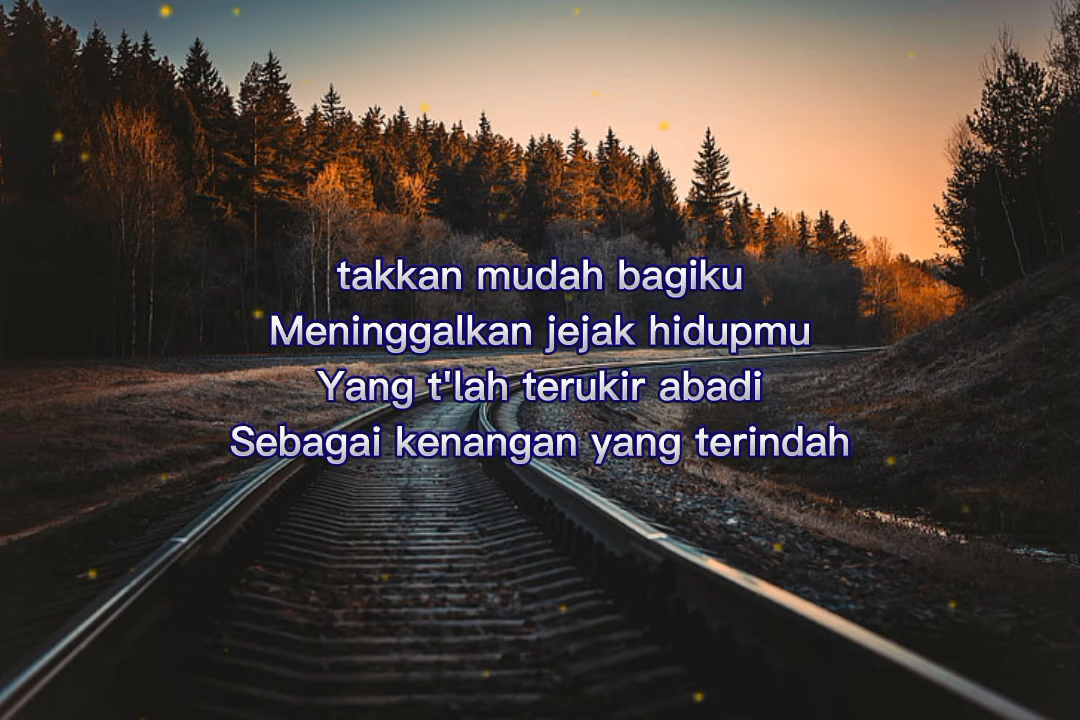 takkan mudah bagiku
Meninggalkan jejak hidupmu
Yang t'lah terukir abadi
Sebagai kenangan yang terindah